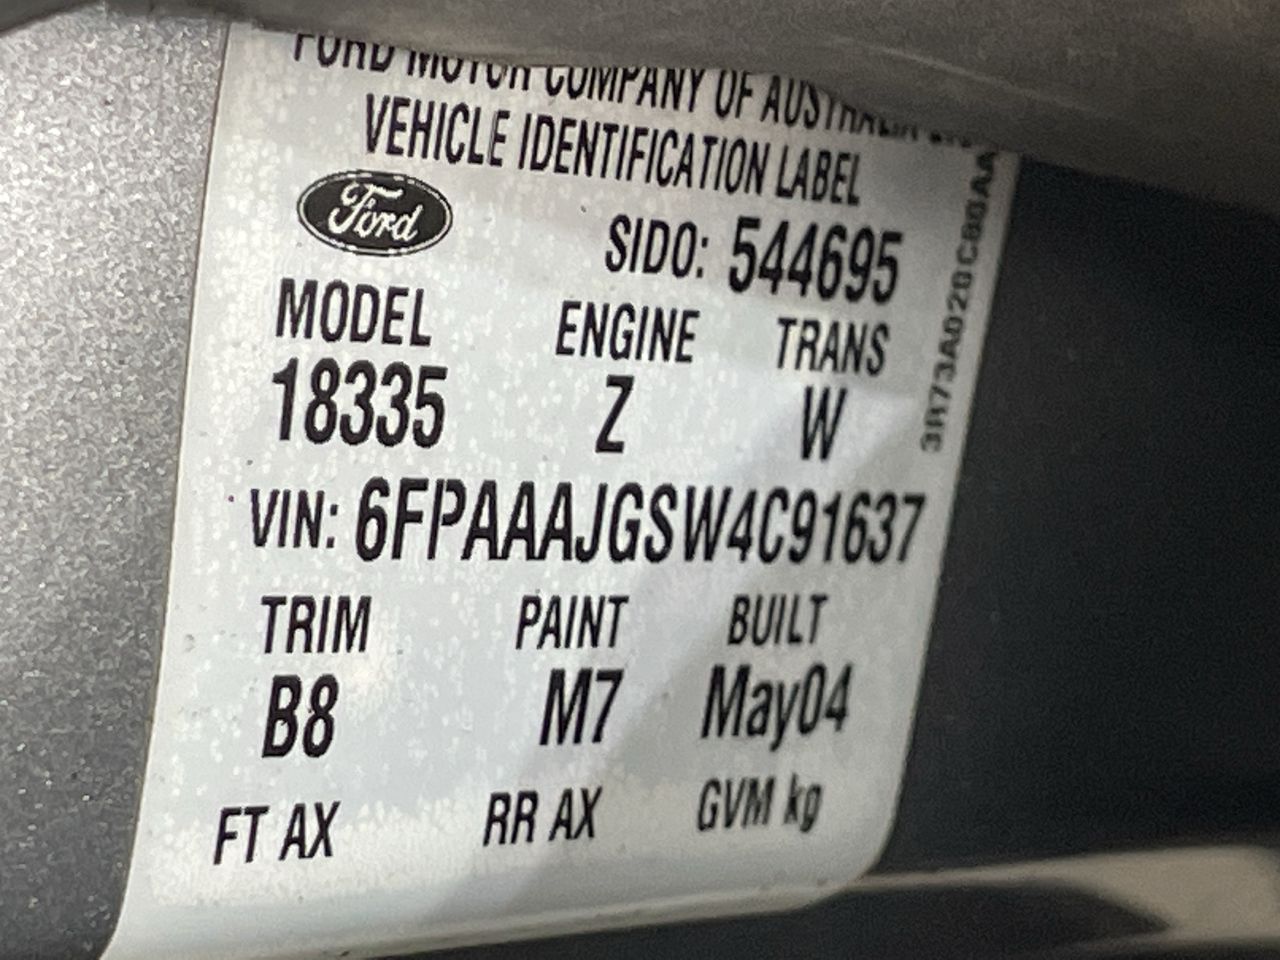 FORD MOTOR COMPANY OF AUSTRALIA
VEHICLE IDENTIFICATION LABEL
Ford
SIDO: 544695
MODEL ENGINE TRANS
18335 Z W
VIN: 6FPAAAJGSW4C91637
TRIM PAINT BUILT
B8 M7 May04
FT AX RR AX GVM kg
3R73A020C80AA